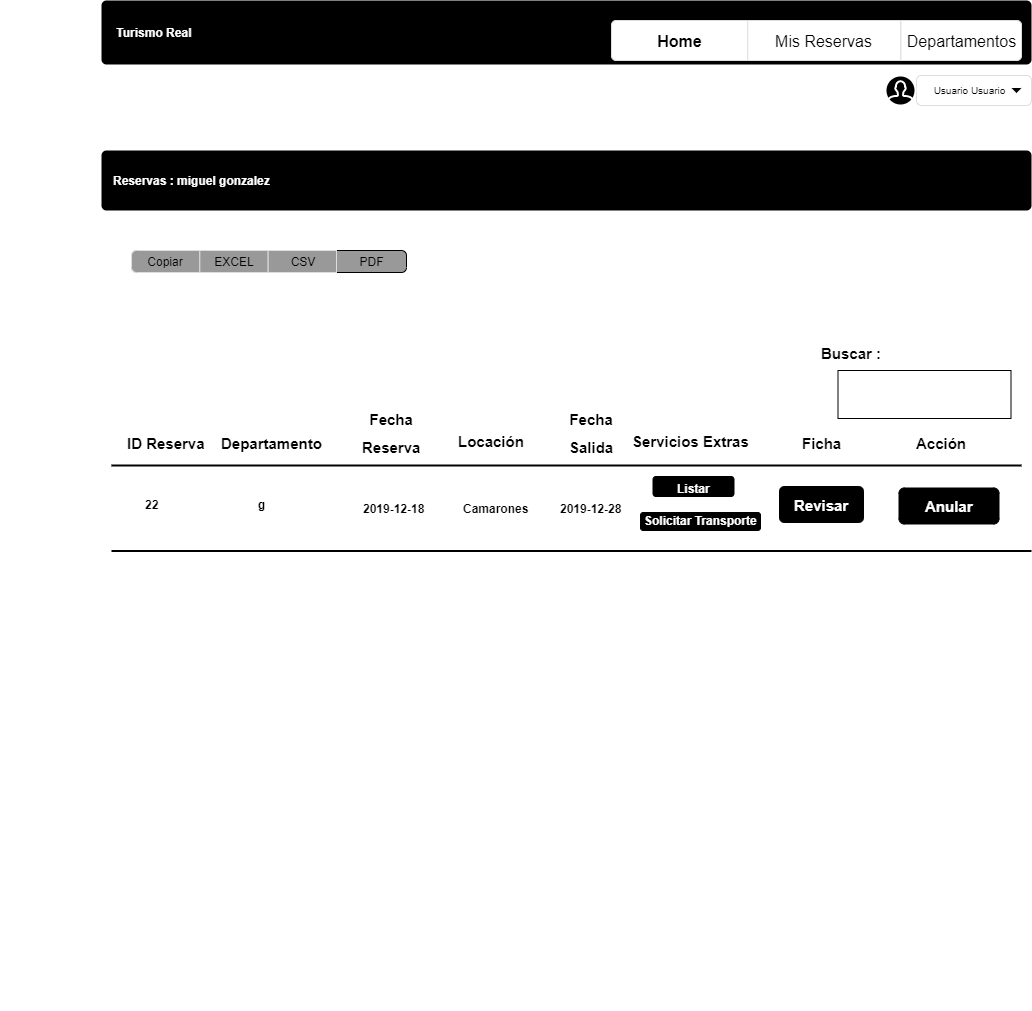 Turismo Real
Home Mis Reservas Departamentos
Usuario Usuario
Reservas : miguel gonzalez
Copiar EXCEL CSV PDF
Buscar :
ID Reserva Departamento Fecha Reserva Locación Fecha Salida Servicios Extras Ficha Acción
22 g 2019-12-18 Camarones 2019-12-28 Listar Revisar Anular
Solicitar Transporte